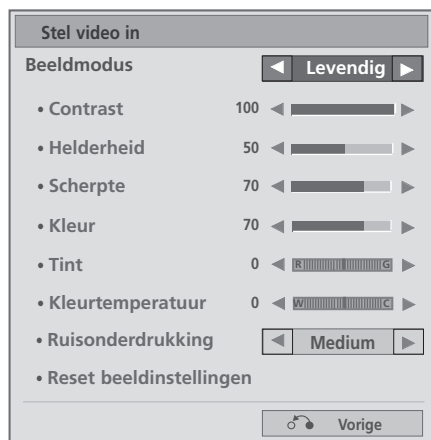 Stel video in
Beeldmodus Levendig
• Contrast 100
• Helderheid 50
• Scherpte 70
• Kleur 70
• Tint 0 R G
• Kleurtemperatuur 0 W C
• Ruisonderdrukking Medium
• Reset beeldinstellingen
Vorige